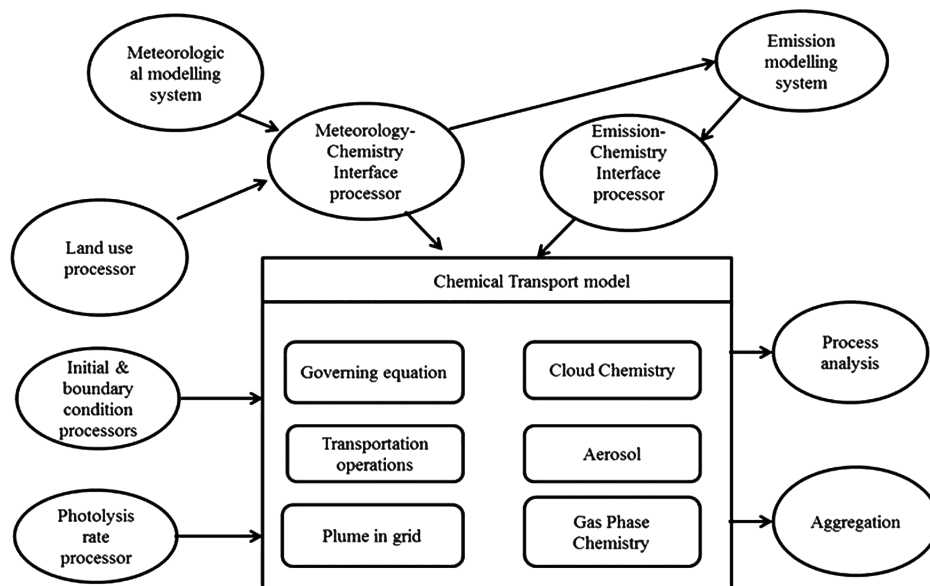 Meteorologic
al modelling
system
Emission
modelling
system
Meteorology-
Chemistry
Interface
processor
Emission-
Chemistry
Interface
processor
Land use
processor
Chemical Transport model
Initial &
boundary
condition
processors
Governing equation
Cloud Chemistry
Process
analysis
Transportation
operations
Aerosol
Photolysis
rate
processor
Plume in grid
Gas Phase
Chemistry
Aggregation